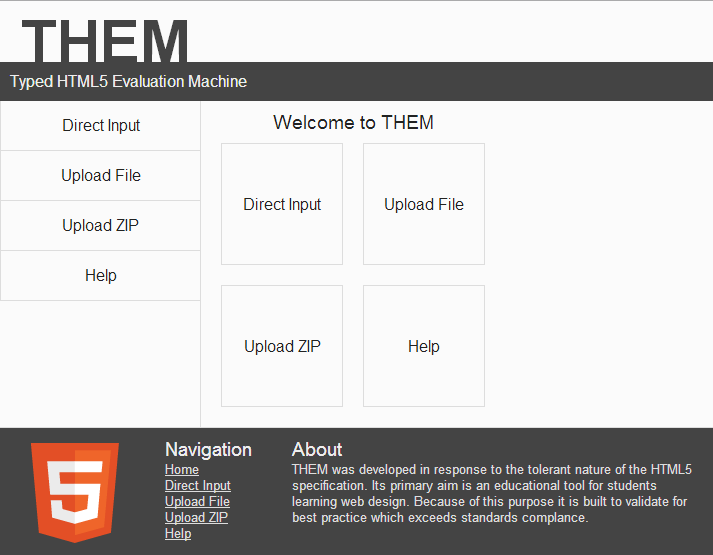 THEM
Typed HTML5 Evaluation Machine
Direct Input
Upload File
Upload ZIP
Help
Welcome to THEM
Direct Input
Upload File
Upload ZIP
Help
5
Navigation
Home
Direct Input
Upload File
Upload ZIP
Help
About
THEM was developed in response to the tolerant nature of the HTML5
specification. Its primary aim is an educational tool for students
learning web design. Because of this purpose it is built to validate for
best practice which exceeds standards complance.